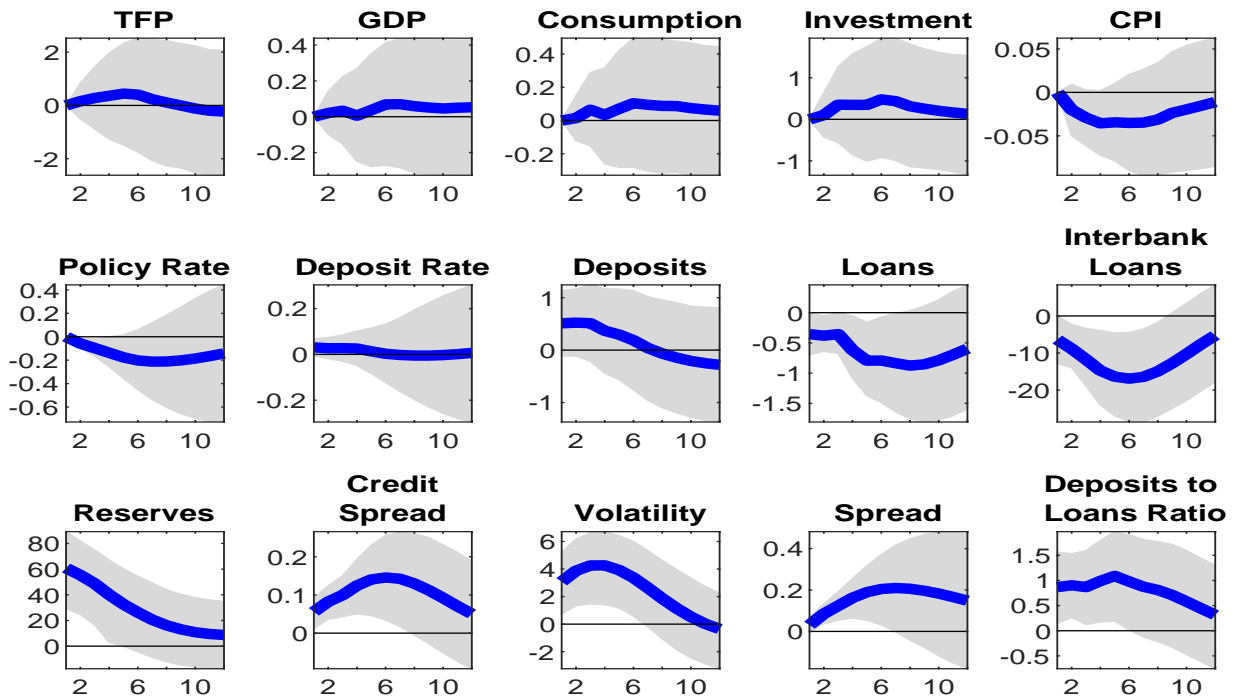 TFP
GDP
Consumption
Investment
CPI
2
0
-2
2 6 10
0.4
0.2
0
-0.2
2 6 10
0.4
0.2
0
-0.2
2 6 10
1
0
-1
2 6 10
0.05
0
-0.05
2 6 10
Policy Rate
Deposit Rate
Deposits
Loans
Interbank
Loans
0.4
0.2
0
-0.2
-0.4
-0.6
2 6 10
0.2
0
-0.2
2 6 10
1
0
-1
2 6 10
0
-0.5
-1
-1.5
2 6 10
0
-10
-20
2 6 10
Reserves
Credit
Spread
Volatility
Spread
Deposits to
Loans Ratio
80
60
40
20
0
2 6 10
0.2
0.1
0
2 6 10
6
4
2
0
-2
2 6 10
0.4
0.2
0
2 6 10
1.5
1
0.5
0
-0.5
2 6 10